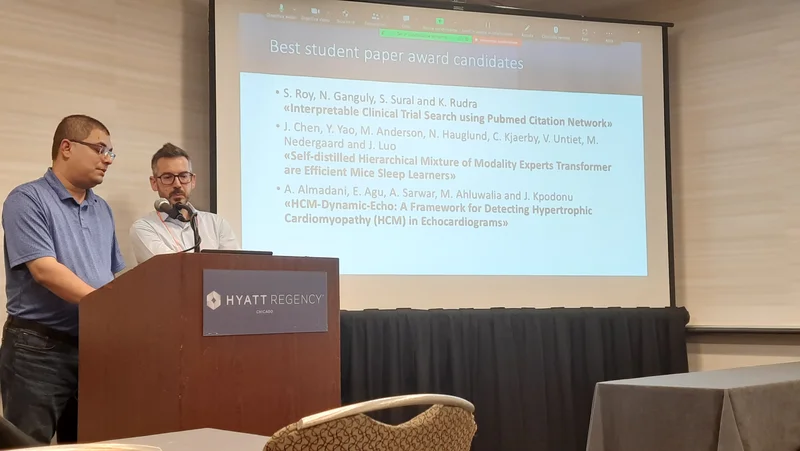 Best student paper award candidates
• S. Roy, N. Ganguly, S. Sural and K. Rudra
«Interpretable Clinical Trial Search using Pubmed Citation Network»
• J. Chen, Y. Yao, M. Anderson, N. Hauglund, C. Kjaerby, V. Untiet, M.
Nedergaard and J. Luo
«Self-distilled Hierarchical Mixture of Modality Experts Transformer
are Efficient Mice Sleep Learners»
• A. Almadani, E. Agu, A. Sarwar, M. Ahluwalia and J. Kpodonu
«HCM-Dynamic-Echo: A Framework for Detecting Hypertrophic
Cardiomyopathy (HCM) in Echocardiograms»
HYATT REGENCY
CHICAGO